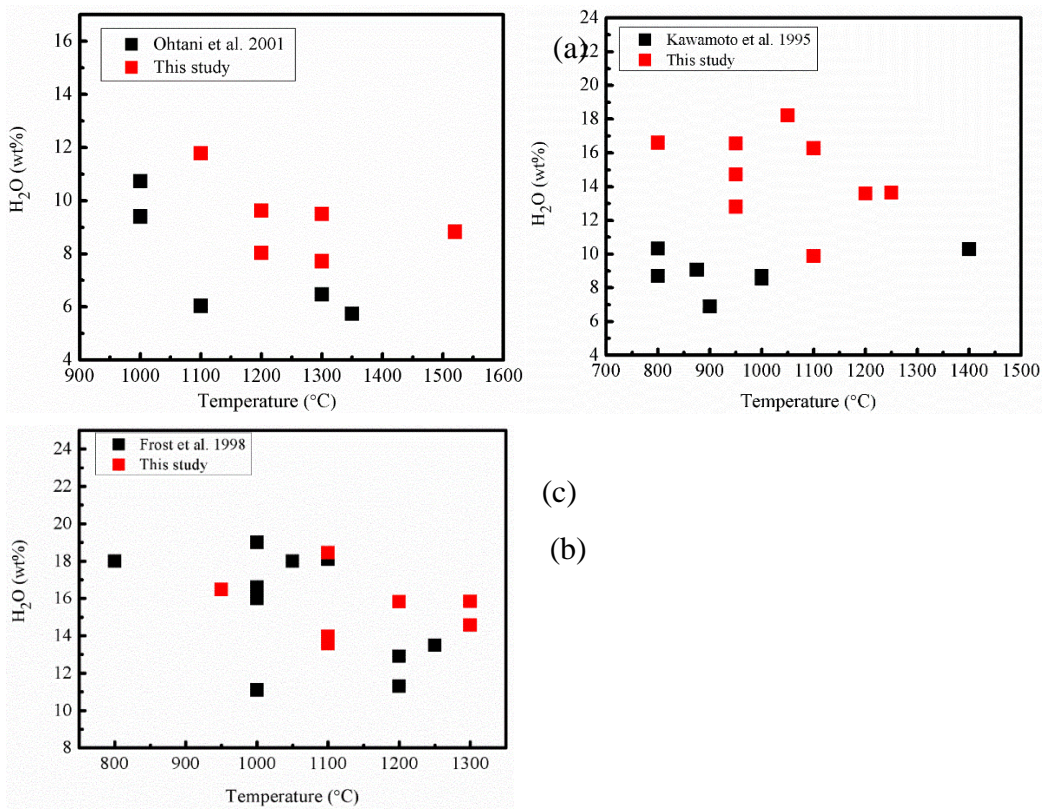 Ohtani et al. 2001
This study
16
14
12
10
8
6
4
H₂O (wt%)
900 1000 1100 1200 1300 1400 1500 1600
Temperature (°C)
(a)
Kawamoto et al. 1995
This study
24
22
20
18
16
14
12
10
8
6
4
H₂O (wt%)
700 800 900 1000 1100 1200 1300 1400 1500
Temperature (°C)
Frost et al. 1998
This study
24
22
20
18
16
14
12
10
8
H₂O (wt%)
800 900 1000 1100 1200 1300
Temperature (°C)
(c)
(b)